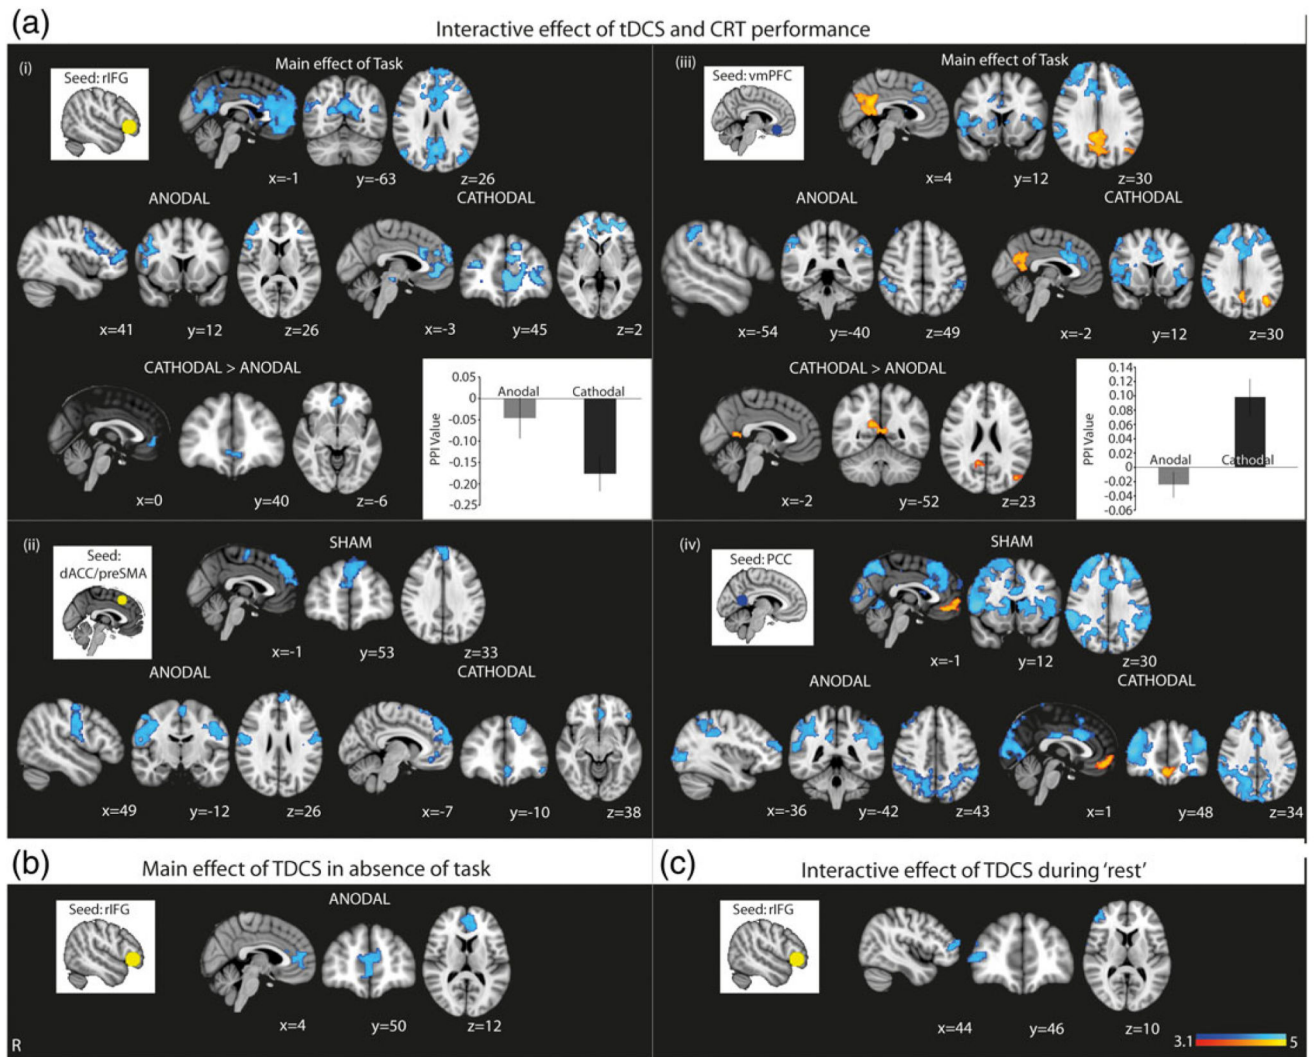 (a)
Interactive effect of tDCS and CRT performance
(i)
Seed: rIFG
Main effect of Task
x=-1 y=-63 z=26
ANODAL CATHODAL
x=41 y=12 z=26 x=-3 y=45 z=2
CATHODAL > ANODAL
x=0 y=40 z=-6
PPI Value
0.05
0
-0.05
-0.10
-0.15
-0.20
-0.25
Anodal Cathodal
(iii)
Seed: vmPFC
Main effect of Task
x=4 y=12 z=30
ANODAL CATHODAL
x=-54 y=-40 z=49 x=-2 y=12 z=30
CATHODAL > ANODAL
x=-2 y=-52 z=23
PPI Value
0.14
0.12
0.10
0.08
0.06
0.04
0.02
0
-0.02
-0.04
-0.06
Anodal Cathodal
(ii)
Seed:
dACC/preSMA
SHAM
x=-1 y=53 z=33
ANODAL CATHODAL
x=49 y=-12 z=26 x=-7 y=-10 z=38
(iv)
Seed: PCC
SHAM
x=-1 y=12 z=30
ANODAL CATHODAL
x=-36 y=-42 z=43 x=1 y=48 z=34
(b)
Main effect of TDCS in absence of task
Seed: rIFG
ANODAL
x=4 y=50 z=12
R
(c)
Interactive effect of TDCS during ‘rest’
Seed: rIFG
x=44 y=46 z=10
3.1 5